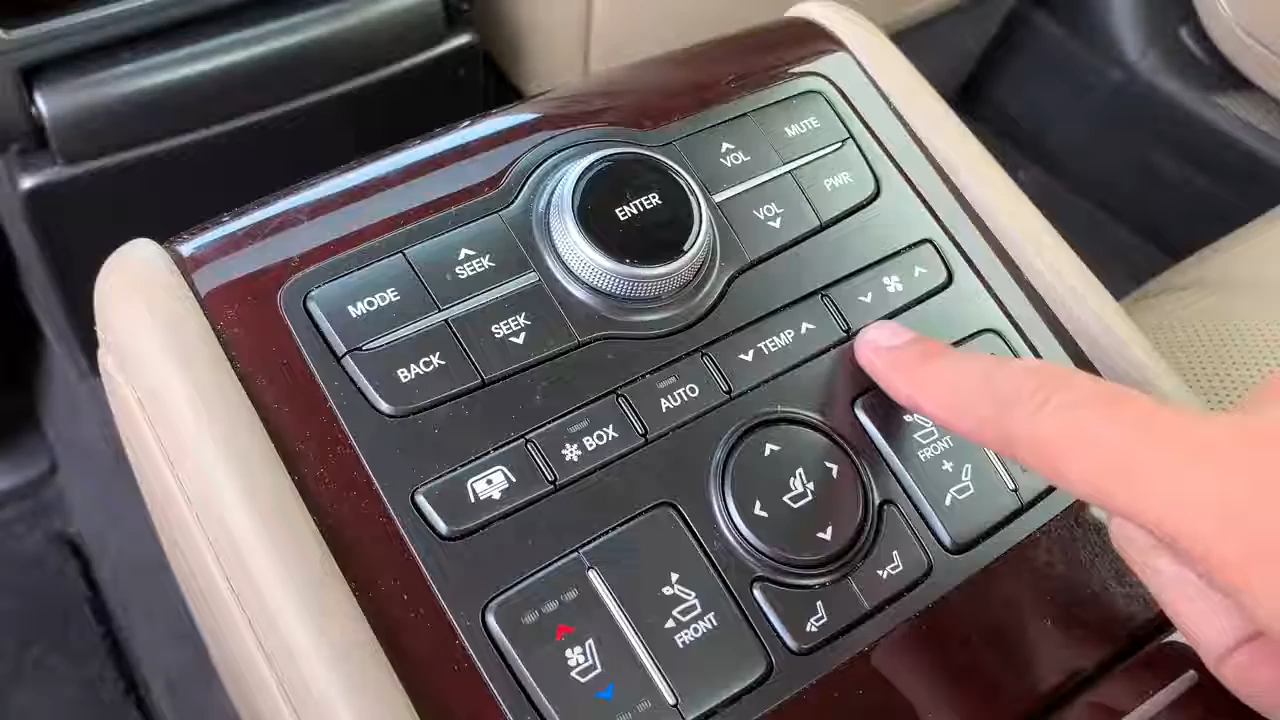 MUTE
VOL
PWR
VOL
ENTER
SEEK
MODE
SEEK
BACK
TEMP
AUTO
BOX
FRONT
+
FRONT